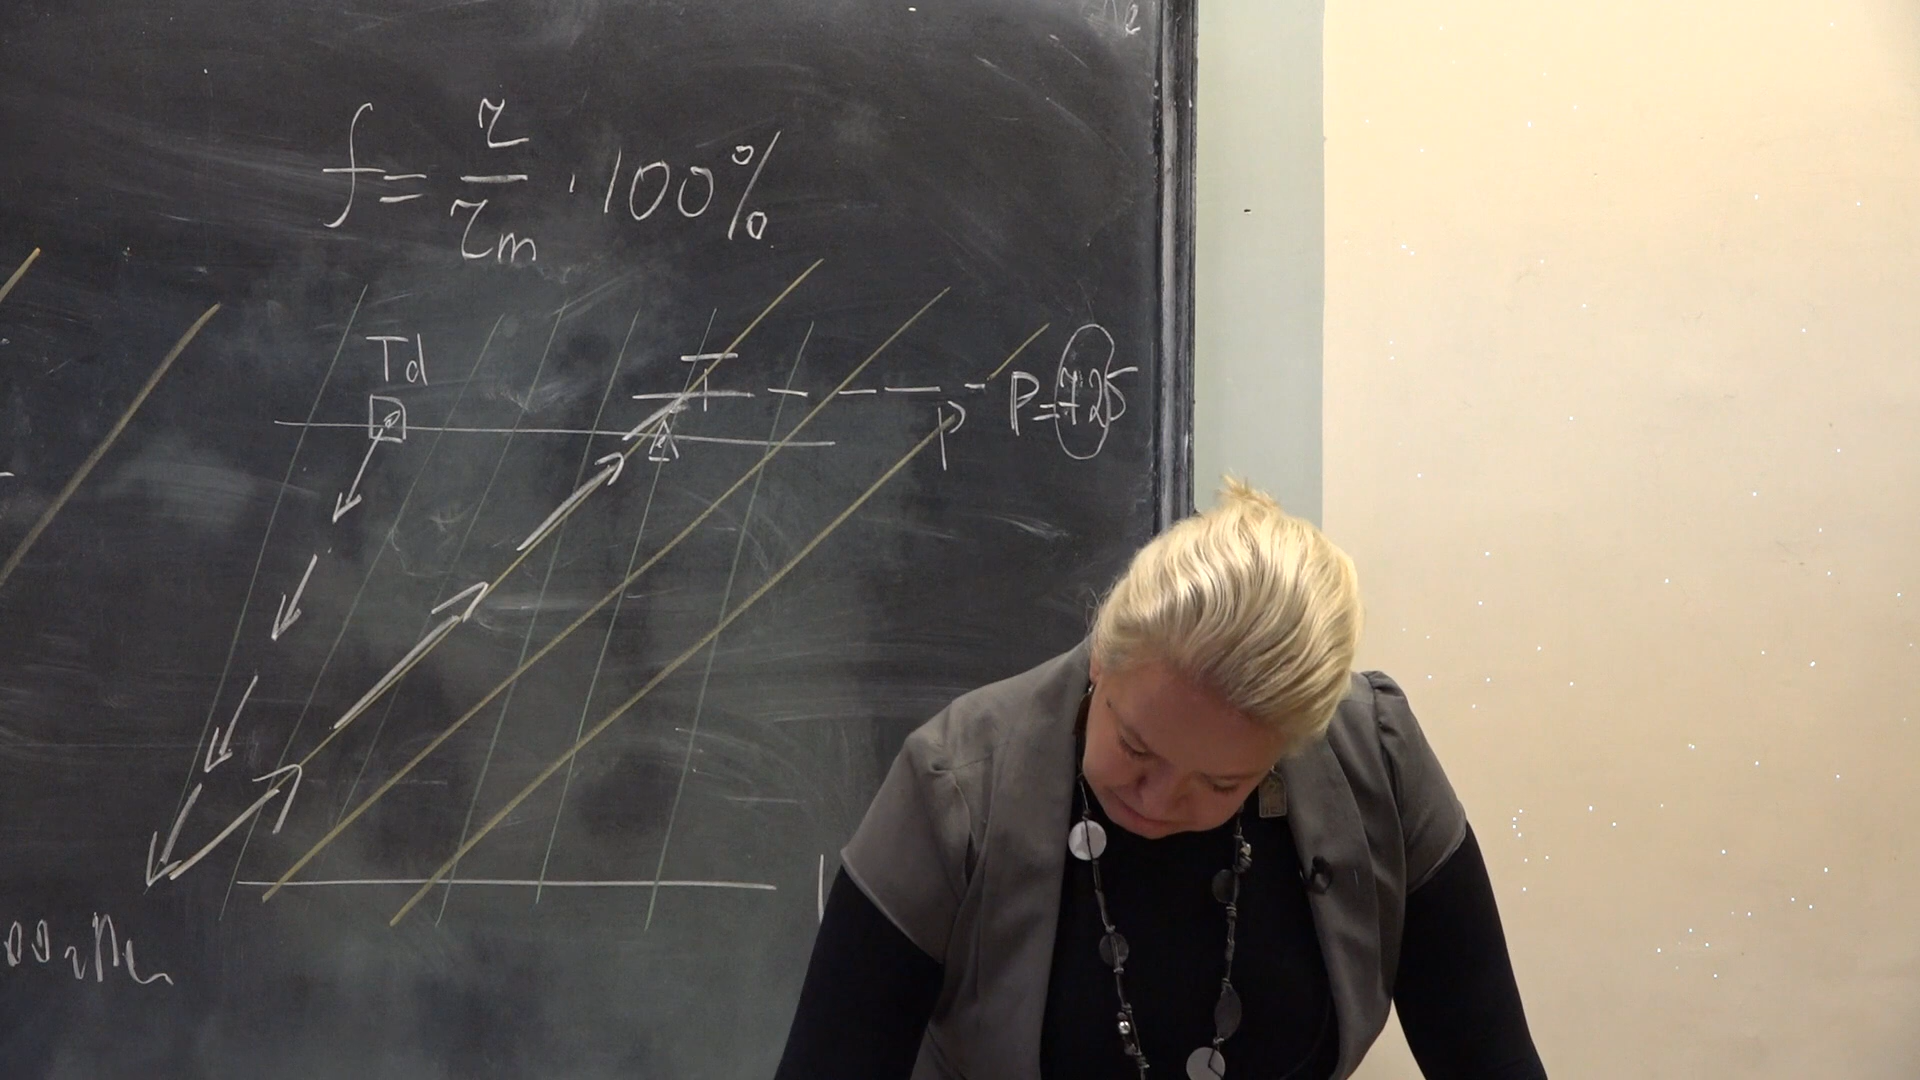 f = r/rm · 100%
Td
T
P = 725
P